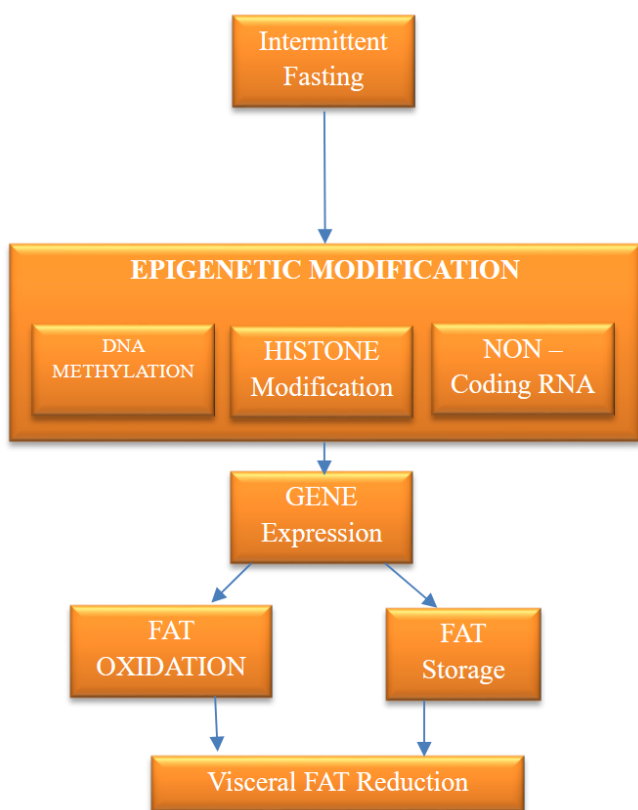 Intermittent
Fasting
EPIGENETIC MODIFICATION
DNA
METHYLATION
HISTONE
Modification
NON –
Coding RNA
GENE
Expression
FAT
OXIDATION
FAT
Storage
Visceral FAT Reduction